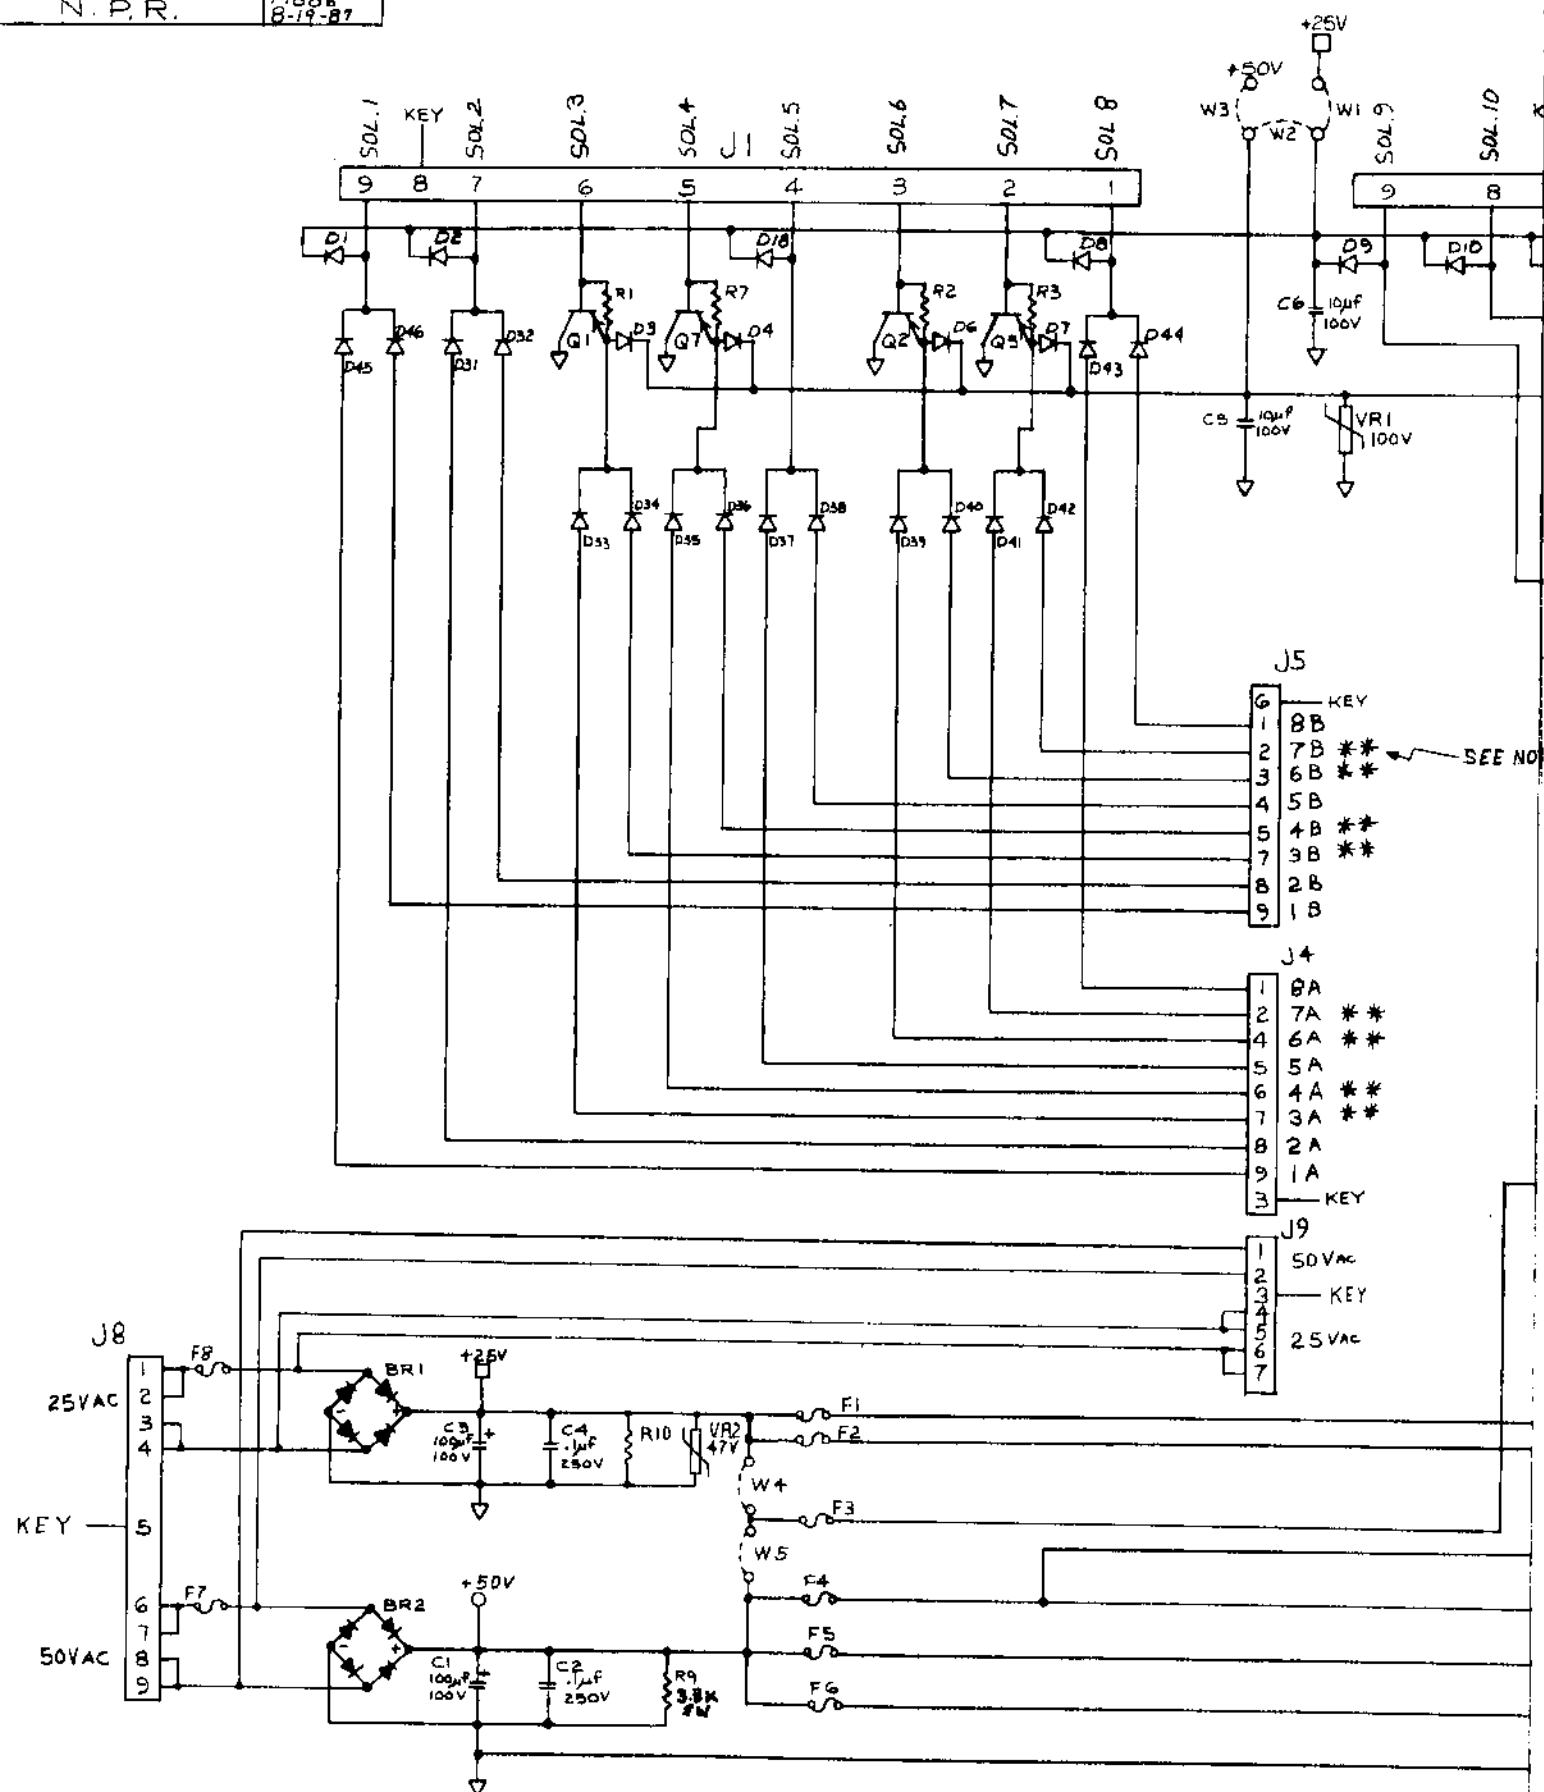 N. P.R.
8-19-87
+25V
+50V
W3
W2
W1
SOL.1
KEY
SOL.2
SOL.3
SOL.4
J1
SOL.5
SOL.6
SOL.7
SOL 8
SOL.9
SOL.10
9 8 7 6 5 4 3 2 1
9 8
D1
D2
D18
D8
D9
D10
R1
R7
R2
R3
C6
10µf
100V
D46
D45
D31
D32
Q1
D3
Q7
D4
Q2
D6
Q3
D7
D43
D44
C5
10µf
100V
VR1
100V
D33
D34
D35
D36
D37
D38
D39
D40
D41
D42
J5
6 KEY
1 8B
2 7B ** SEE NO
3 6B **
4 5B
5 4B **
7 3B **
8 2B
9 1B
J4
1 8A
2 7A **
4 6A **
5 5A
6 4A **
7 3A **
8 2A
9 1A
3 KEY
J9
1
50VAC
2
3 KEY
4
5
25VAC
6
7
J8
1
2
3
4
5
6
7
8
9
25VAC
KEY
50VAC
F8
BR1
- +
+25V
C3
100µf
100V
+
C4
.1µf
250V
R10
VR2
47V
F1
F2
W4
F3
W5
F7
BR2
- +
+50V
C1
100µf
100V
+
C2
.1µf
250V
R9
F4
F5
F6